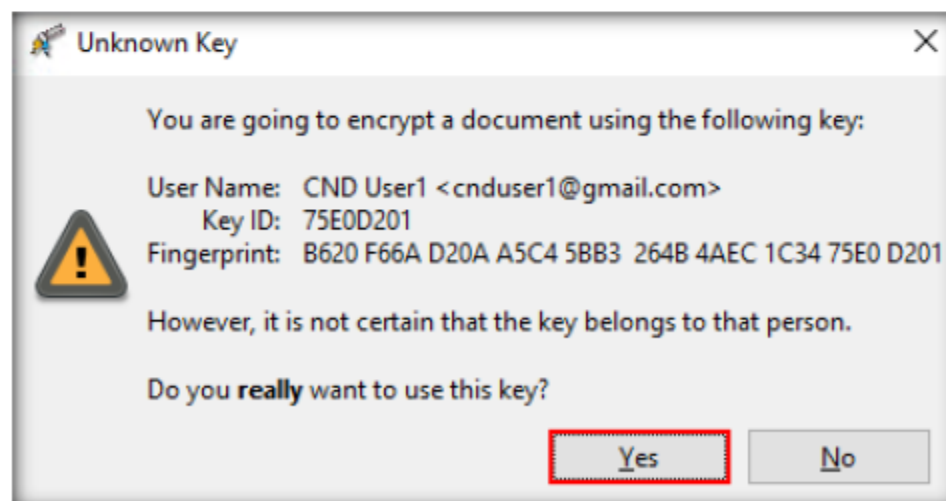 Unknown Key
You are going to encrypt a document using the following key:
User Name: CND User1 <cnduser1@gmail.com>
Key ID: 75E0D201
Fingerprint: B620 F66A D20A A5C4 5BB3  264B 4AEC 1C34 75E0 D201
However, it is not certain that the key belongs to that person.
Do you really want to use this key?
Yes No